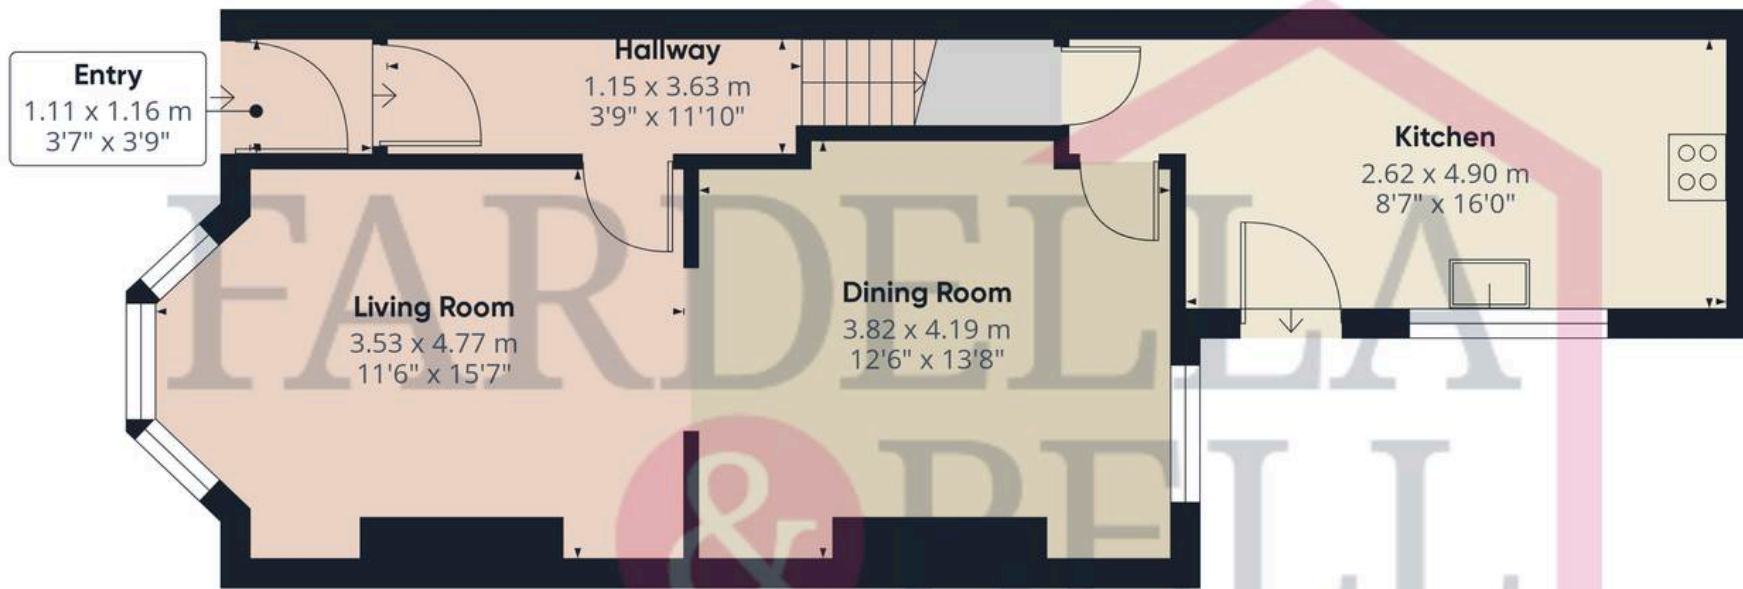 Entry
1.11 x 1.16 m
3'7" x 3'9"
Hallway
1.15 x 3.63 m
3'9" x 11'10"
Kitchen
2.62 x 4.90 m
8'7" x 16'0"
Living Room
3.53 x 4.77 m
11'6" x 15'7"
Dining Room
3.82 x 4.19 m
12'6" x 13'8"
FARDELLA
& BELL